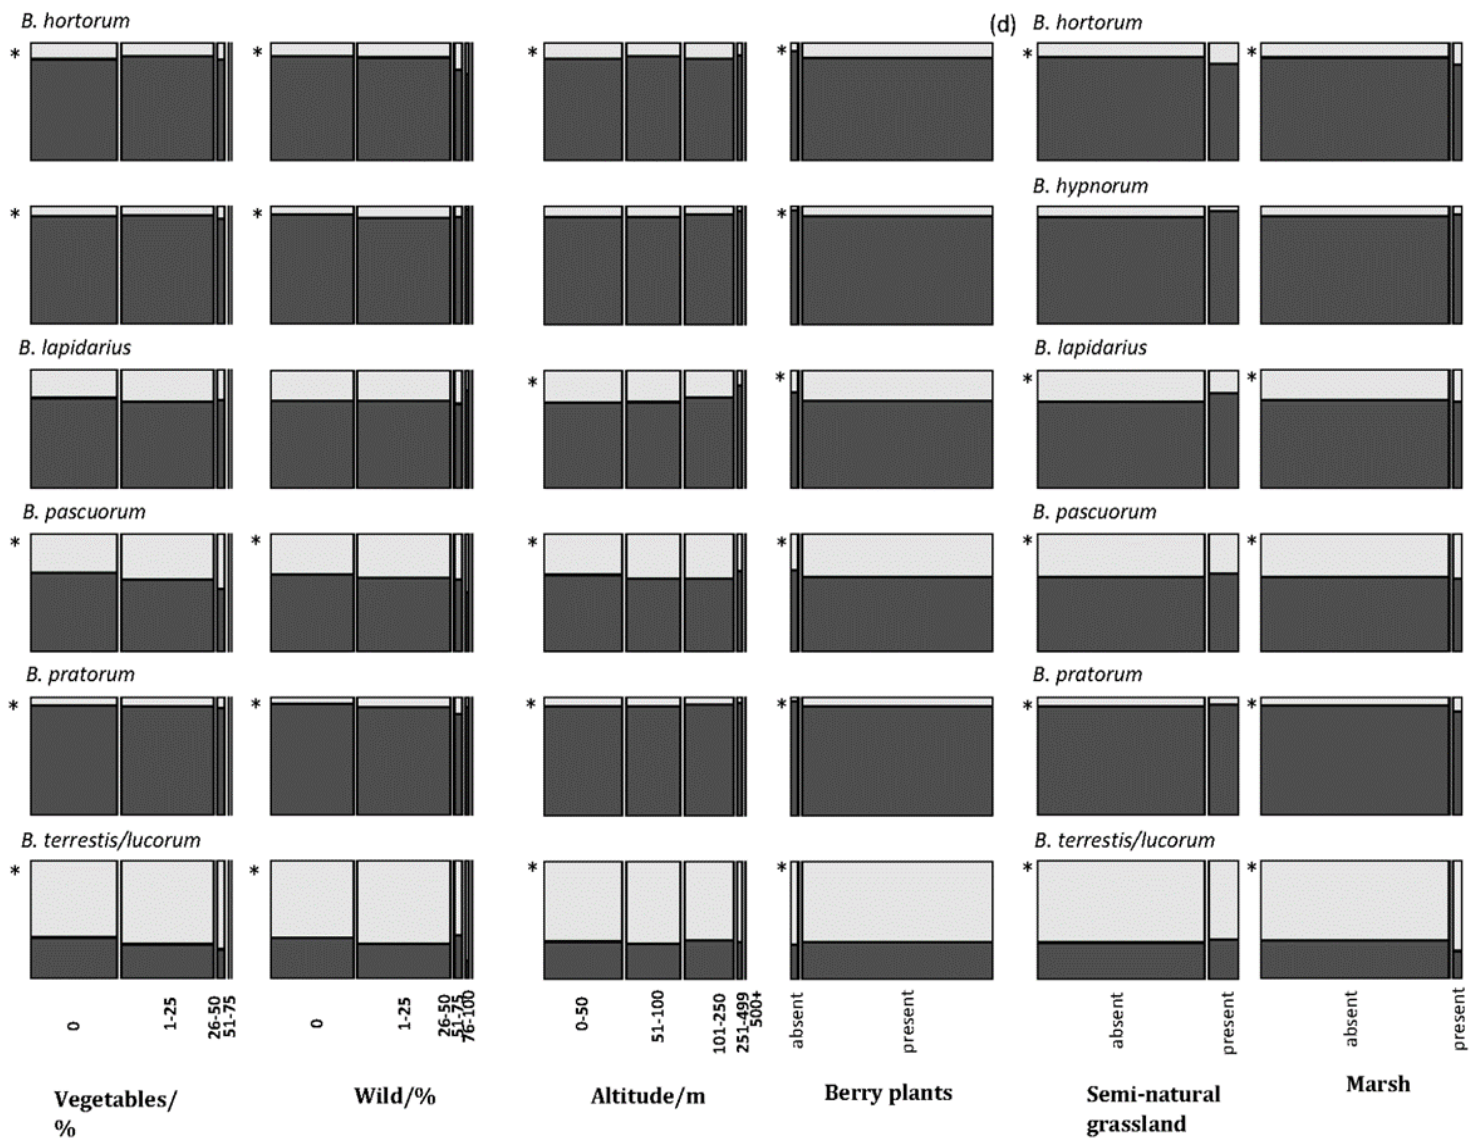 B. hortorum
(d) B. hortorum
* * * * * *
B. hypnorum
* * *
B. lapidarius
B. lapidarius
* * * *
B. pascuorum
B. pascuorum
* * * * * *
B. pratorum
B. pratorum
* * * * * *
B. terrestis/lucorum
B. terrestis/lucorum
* * * * * *
0 1-25 26-50 51-75
0 1-25 26-50 51-75 76-100
0-50 51-100 101-250 251-499 500+
absent present
absent present
absent present
Vegetables/
%
Wild/%
Altitude/m
Berry plants
Semi-natural
grassland
Marsh